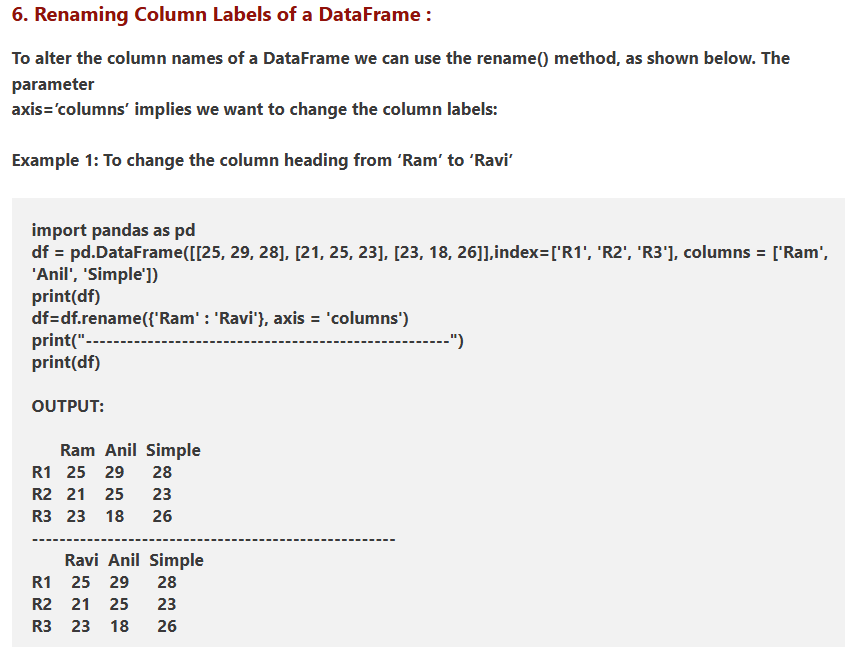 6. Renaming Column Labels of a DataFrame :
To alter the column names of a DataFrame we can use the rename() method, as shown below. The
parameter
axis=’columns’ implies we want to change the column labels:
Example 1: To change the column heading from ‘Ram’ to ‘Ravi’
import pandas as pd
df = pd.DataFrame([[25, 29, 28], [21, 25, 23], [23, 18, 26]],index=['R1', 'R2', 'R3'], columns = ['Ram',
'Anil', 'Simple'])
print(df)
df=df.rename({'Ram' : 'Ravi'}, axis = 'columns')
print("-----------------------------------------------------")
print(df)
OUTPUT:
Ram Anil Simple
R1 25 29 28
R2 21 25 23
R3 23 18 26
-----------------------------------------------------
Ravi Anil Simple
R1 25 29 28
R2 21 25 23
R3 23 18 26